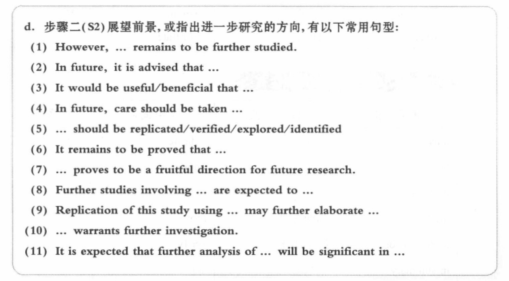 d. 步骤二(S2)展望前景,或指出进一步研究的方向,有以下常用句型:
(1) However, … remains to be further studied.
(2) In future, it is advised that …
(3) It would be useful/beneficial that …
(4) In future, care should be taken …
(5) … should be replicated/verified/explored/identified
(6) It remains to be proved that …
(7) … proves to be a fruitful direction for future research.
(8) Further studies involving … are expected to …
(9) Replication of this study using … may further elaborate …
(10) … warrants further investigation.
(11) It is expected that further analysis of … will be significant in …